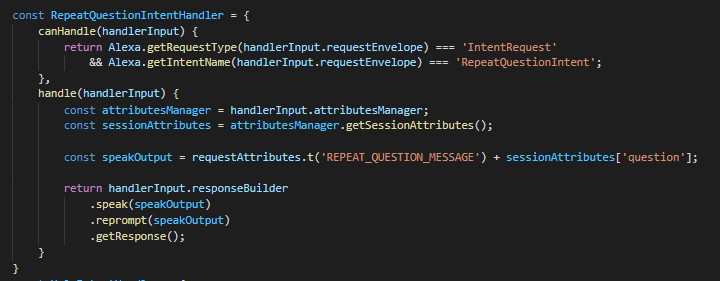 const RepeatQuestionIntentHandler = {
    canHandle(handlerInput) {
        return Alexa.getRequestType(handlerInput.requestEnvelope) === 'IntentRequest'
            && Alexa.getIntentName(handlerInput.requestEnvelope) === 'RepeatQuestionIntent';
    },
    handle(handlerInput) {
        const attributesManager = handlerInput.attributesManager;
        const sessionAttributes = attributesManager.getSessionAttributes();

        const speakOutput = requestAttributes.t('REPEAT_QUESTION_MESSAGE') + sessionAttributes['question'];

        return handlerInput.responseBuilder
            .speak(speakOutput)
            .reprompt(speakOutput)
            .getResponse();
    }
}